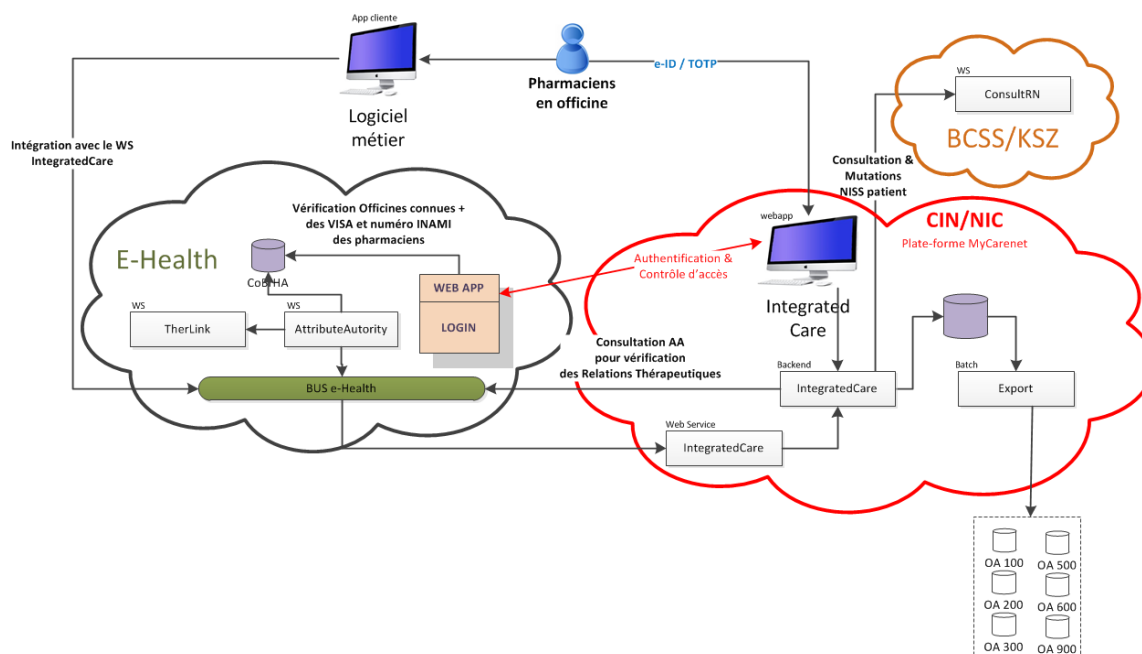 App cliente
Logiciel
métier
Pharmaciens
en officine
e-ID / TOTP
WS
ConsultRN
BCSS/KSZ
Intégration avec le WS
IntegratedCare
Consultation &
Mutations
NISS patient
Vérification Officines connues +
des VISA et numéro INAMI
des pharmaciens
E-Health
CoBRHA
WEB APP
LOGIN
WS
TherLink
WS
AttributeAutority
BUS e-Health
Authentification &
Contrôle d'accès
webapp
Integrated
Care
CIN/NIC
Plate-forme MyCarenet
Consultation AA
pour vérification
des Relations Thérapeutiques
Backend
IntegratedCare
Batch
Export
Web Service
IntegratedCare
OA 100
OA 500
OA 200
OA 600
OA 300
OA 900